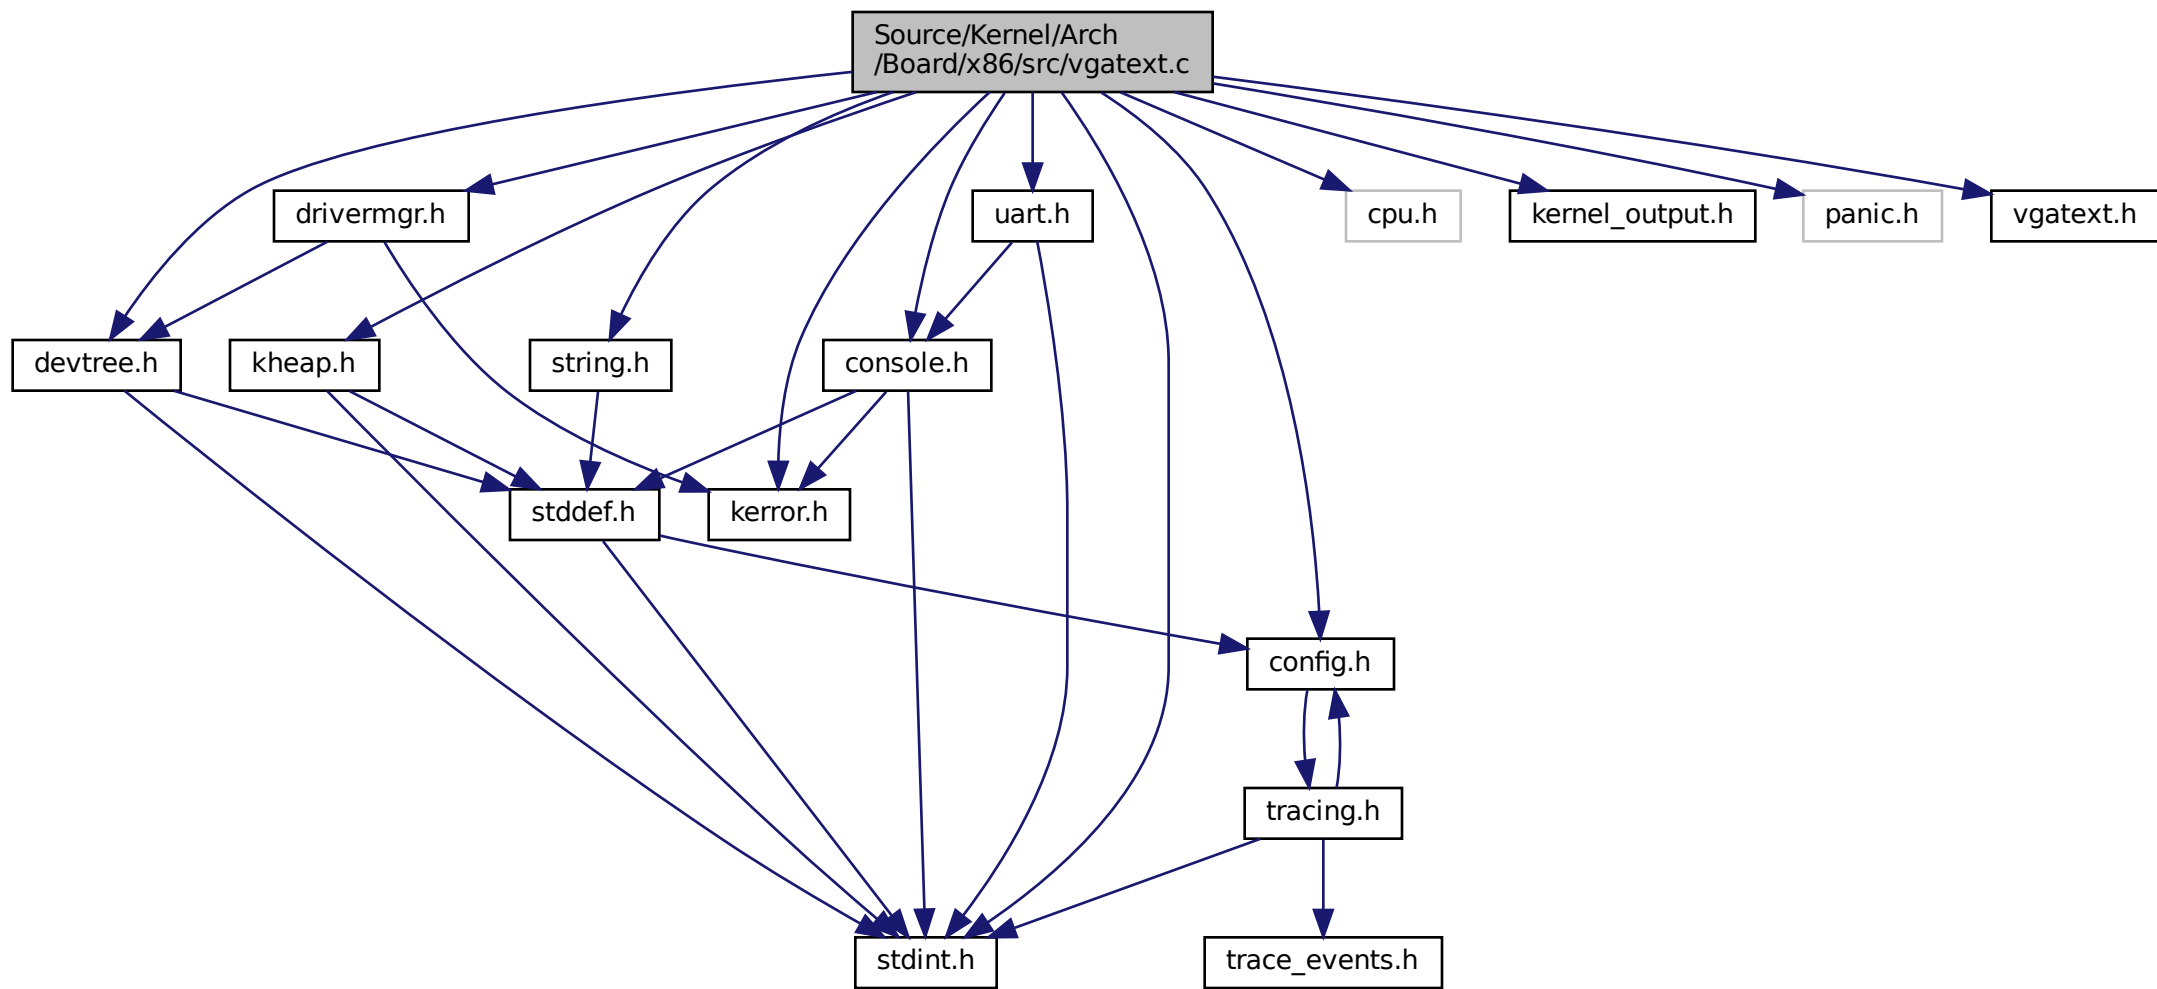 Source/Kernel/Arch
/Board/x86/src/vgatext.c
drivermgr.h
uart.h
cpu.h
kernel_output.h
panic.h
vgatext.h
devtree.h
kheap.h
string.h
console.h
stddef.h
kerror.h
config.h
tracing.h
stdint.h
trace_events.h